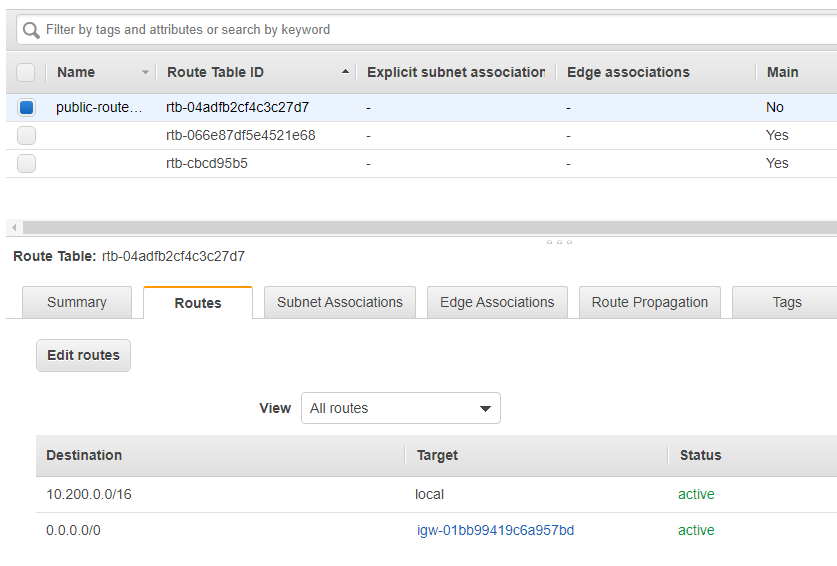 Filter by tags and attributes or search by keyword
Name Route Table ID Explicit subnet association Edge associations Main
public-route… rtb-04adfb2cf4c3c27d7 - - No
rtb-066e87df5e4521e68 - - Yes
rtb-cbcd95b5 - - Yes
Route Table: rtb-04adfb2cf4c3c27d7
Summary Routes Subnet Associations Edge Associations Route Propagation Tags
Edit routes
View All routes
Destination Target Status
10.200.0.0/16 local active
0.0.0.0/0 igw-01bb99419c6a957bd active